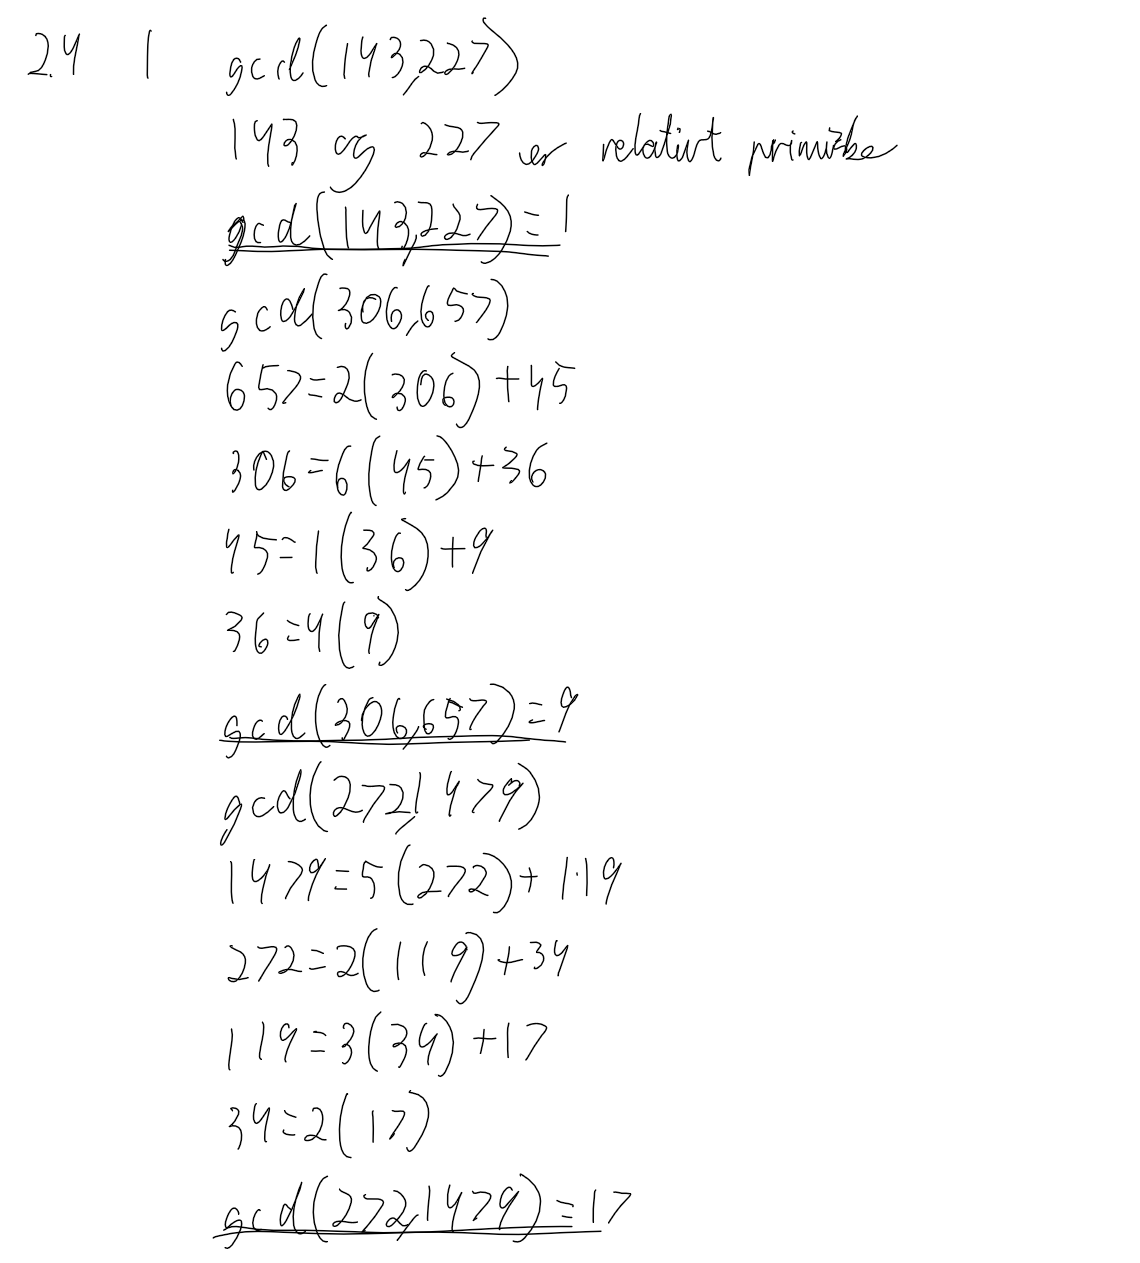 2.4 1 gcd(143,227)
143 og 227 er relativt primiske
gcd(143,227)=1
gcd(306,657)
657=2(306)+45
306=6(45)+36
45=1(36)+9
36=4(9)
gcd(306,657)=9
gcd(272,1479)
1479=5(272)+119
272=2(119)+34
119=3(34)+17
34=2(17)
gcd(272,1479)=17